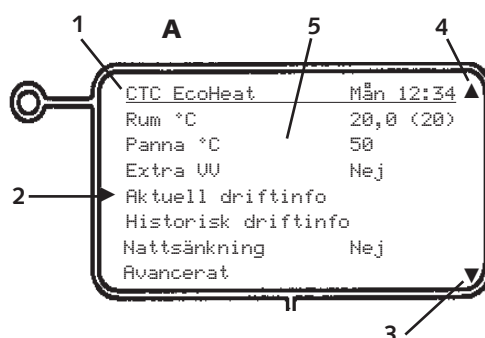 1 A 5 4
CTC EcoHeat Mån 12:34
Rum °C 20,0 (20)
Panna °C 50
Extra VV Nej
2 Aktuell driftinfo
Historisk driftinfo
Nattsänkning Nej
Avancerat
3